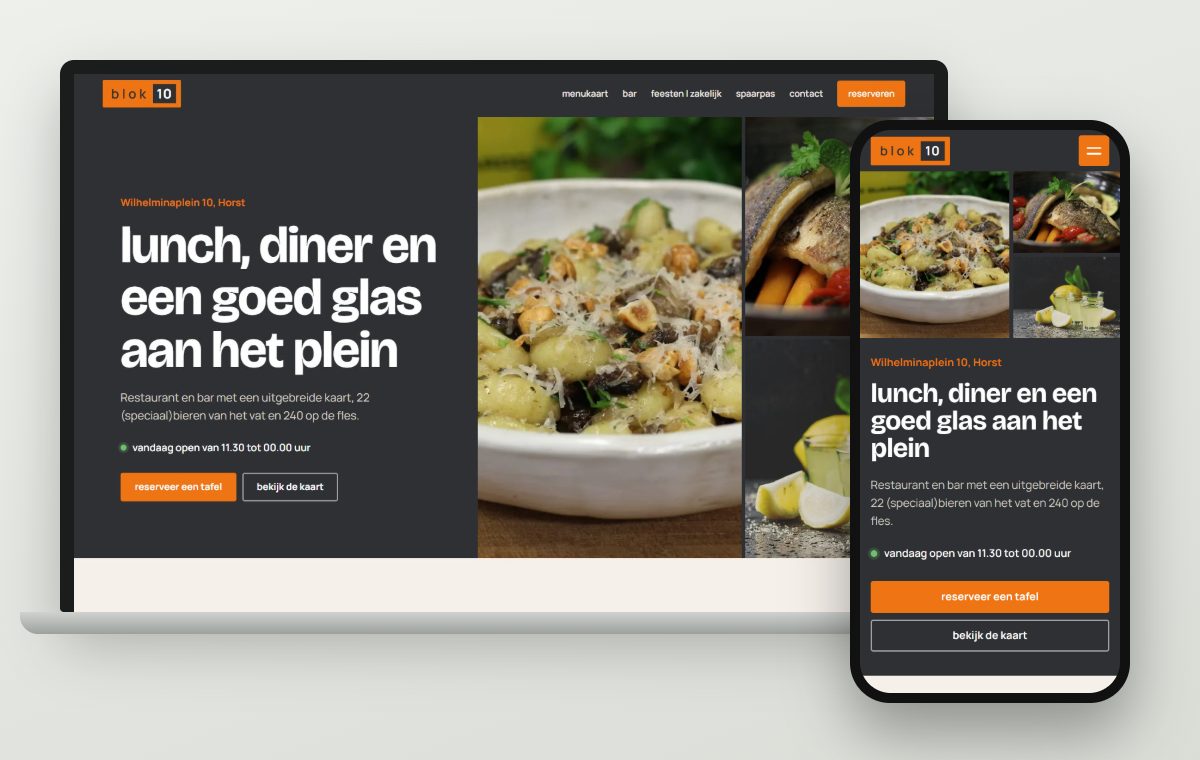 blok 10
menukaart bar feesten | zakelijk spaarpas contact reserveren
Wilhelminaplein 10, Horst
lunch, diner en
een goed glas
aan het plein
Restaurant en bar met een uitgebreide kaart, 22
(speciaal)bieren van het vat en 240 op de fles.
vandaag open van 11.30 tot 00.00 uur
reserveer een tafel bekijk de kaart
blok 10
Wilhelminaplein 10, Horst
lunch, diner en een
goed glas aan het
plein
Restaurant en bar met een uitgebreide kaart,
22 (speciaal)bieren van het vat en 240 op de
fles.
vandaag open van 11.30 tot 00.00 uur
reserveer een tafel
bekijk de kaart